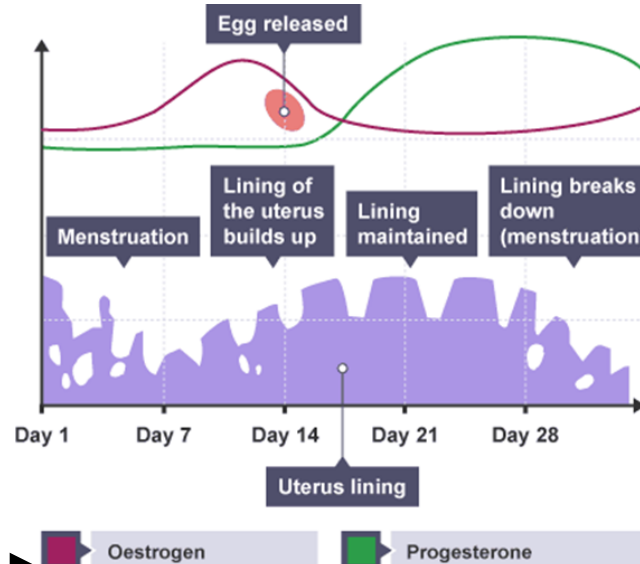 Egg released
Lining of
the uterus
builds up
Lining breaks
down
(menstruation
Lining
maintained
Menstruation
Day 1
Day 7
Day 14
Day 21
Day 28
Uterus lining
Oestrogen
Progesterone